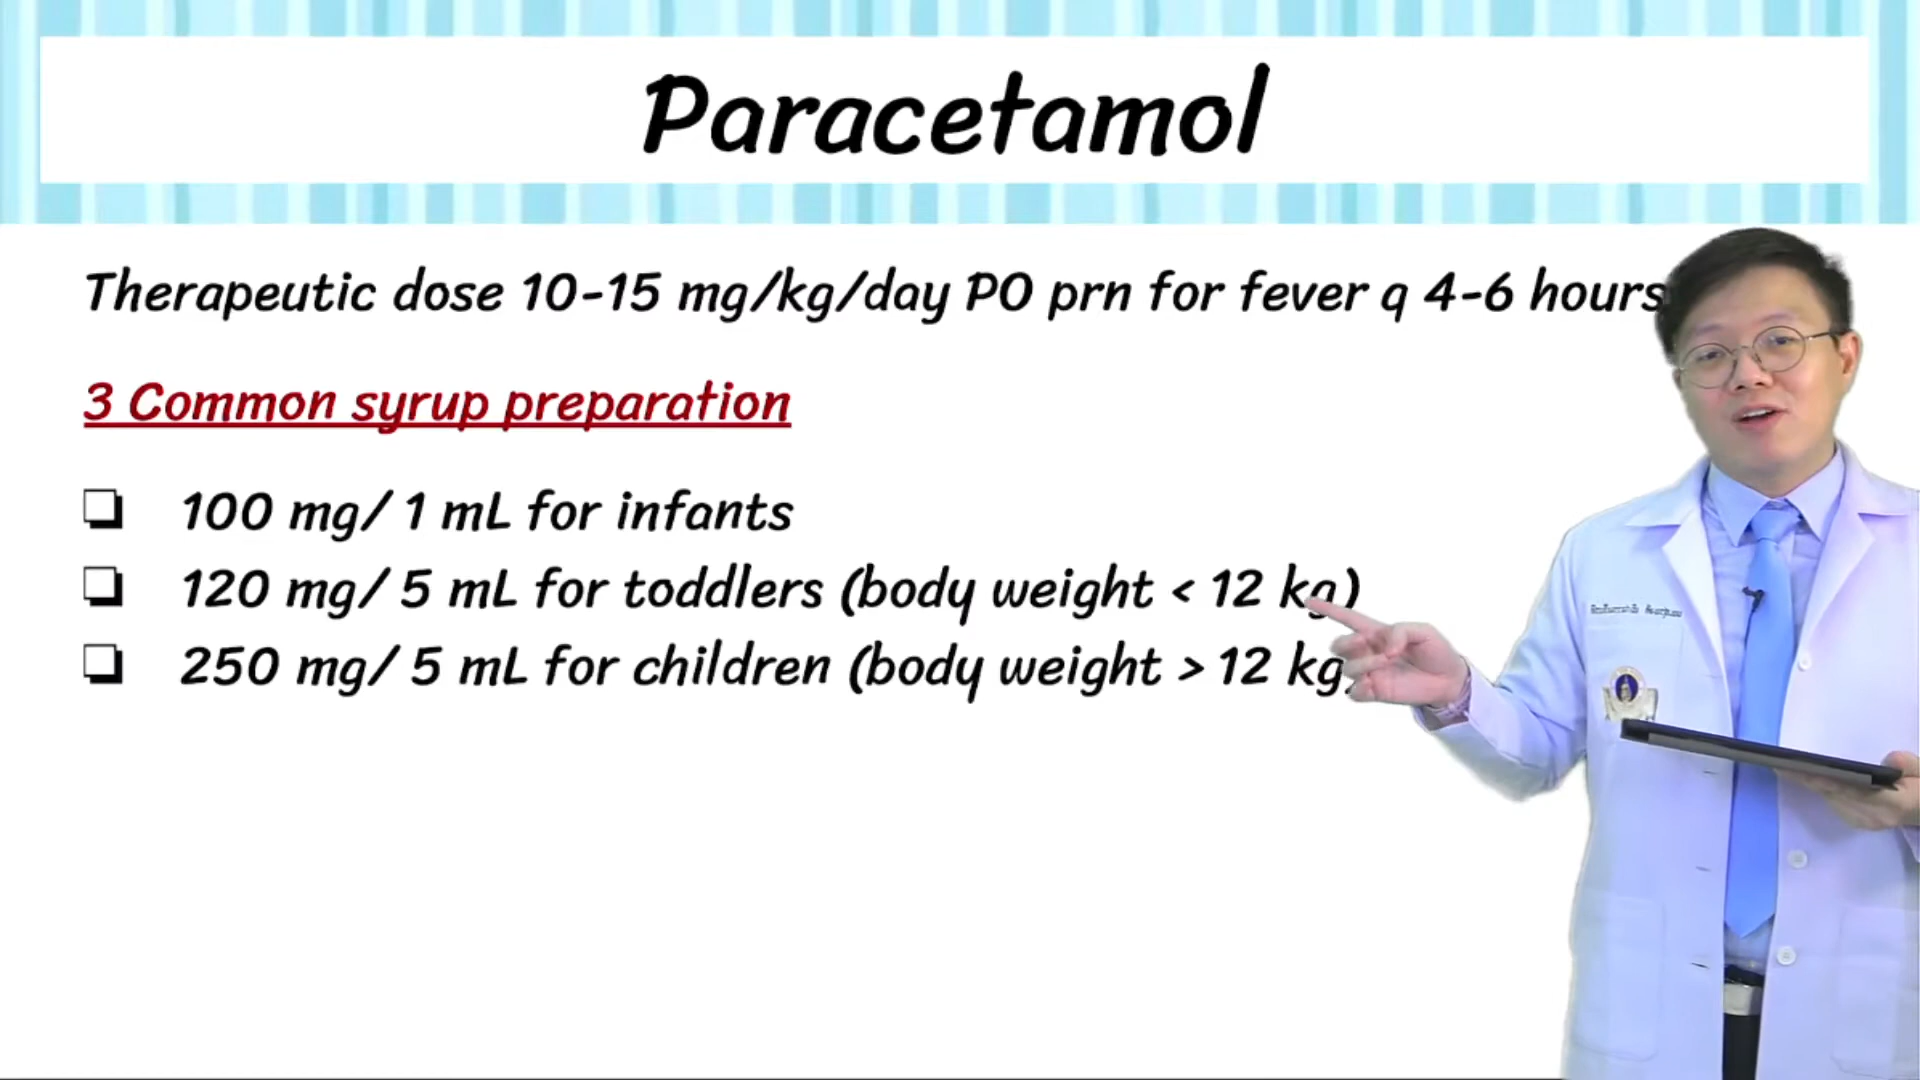 Paracetamol
Therapeutic dose 10-15 mg/kg/day PO prn for fever q 4-6 hours
3 Common syrup preparation
100 mg/ 1 mL for infants
120 mg/ 5 mL for toddlers (body weight < 12 kg)
250 mg/ 5 mL for children (body weight > 12 kg)